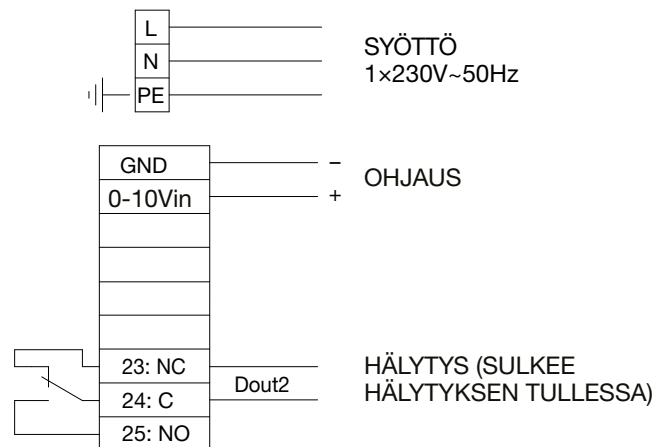 L
N
PE
SYÖTTÖ
1×230V~50Hz
GND
0-10Vin
−
+
OHJAUS
23: NC
24: C
25: NO
Dout2
HÄLYTYS (SULKEE
HÄLYTYKSEN TULLESSA)